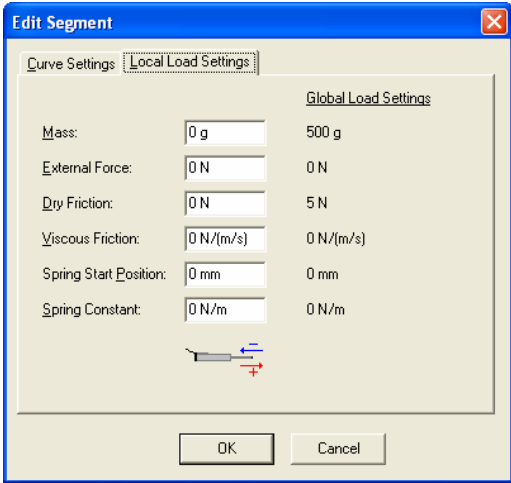 Edit Segment
Curve Settings Local Load Settings
Global Load Settings
Mass: 0 g 500 g
External Force: 0 N 0 N
Dry Friction: 0 N 5 N
Viscous Friction: 0 N/(m/s) 0 N/(m/s)
Spring Start Position: 0 mm 0 mm
Spring Constant: 0 N/m 0 N/m
−
+
OK Cancel